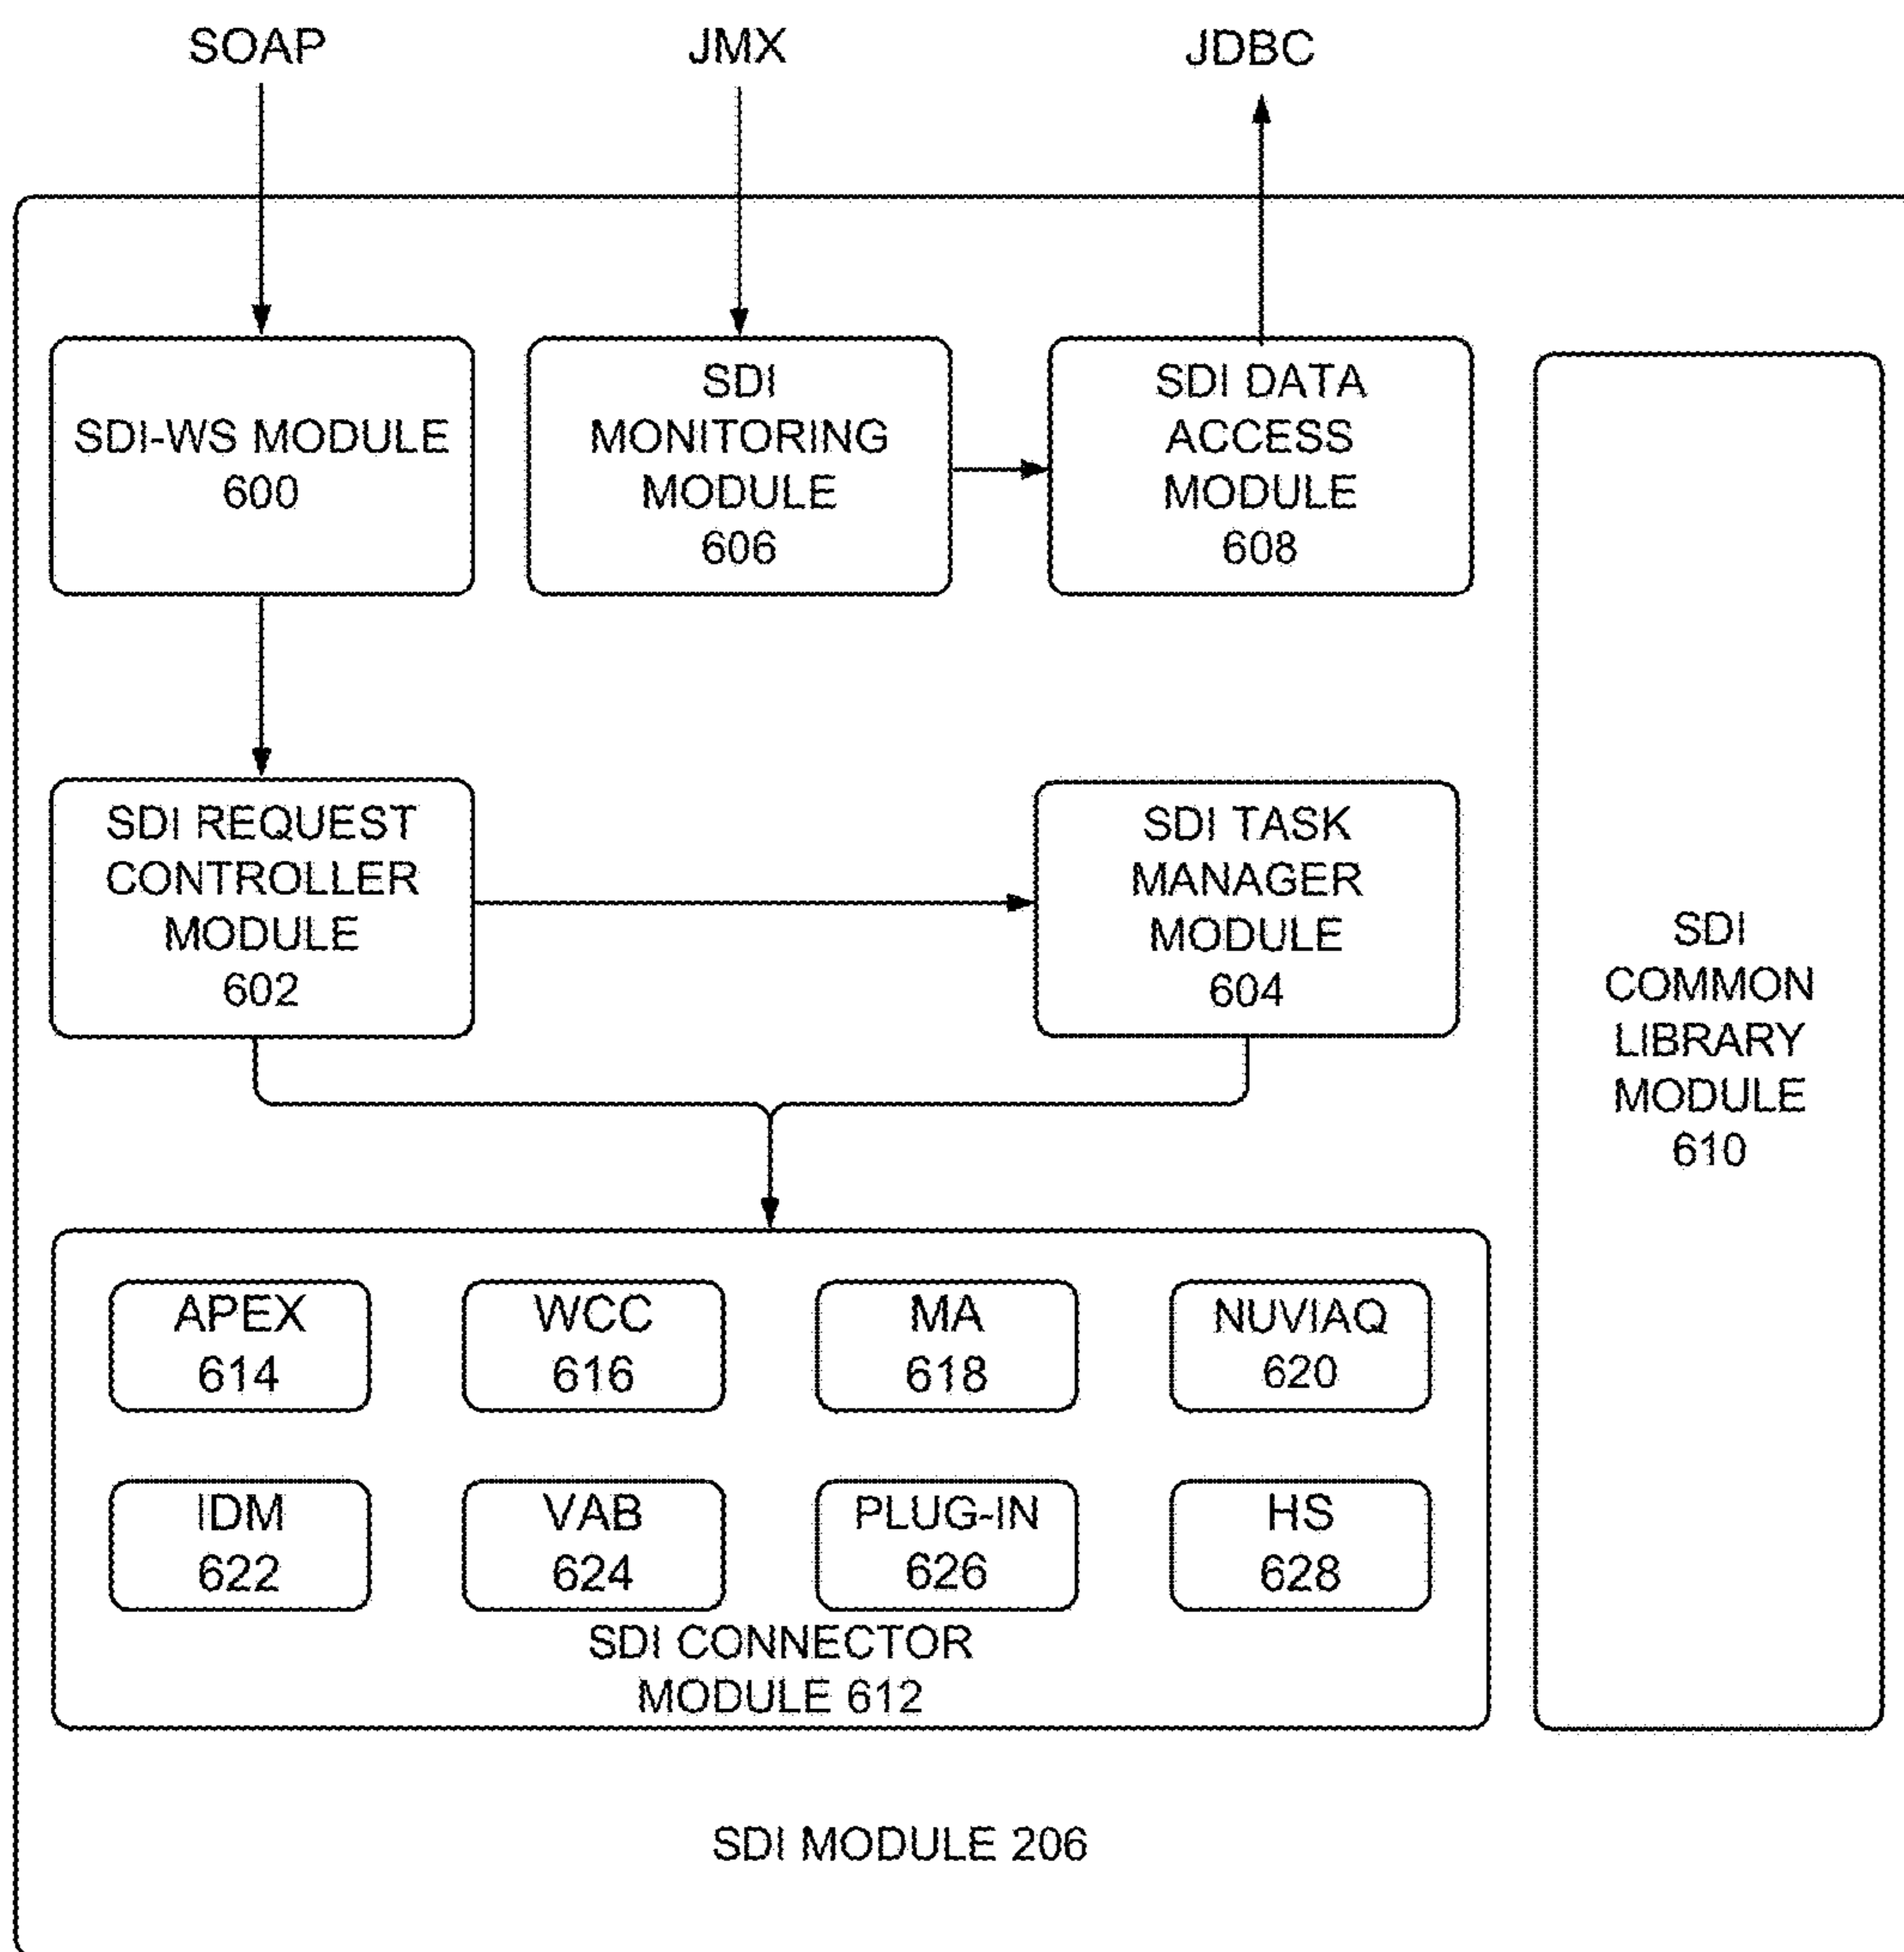 SOAP
JMX
JDBC
SDI-WS MODULE
600
SDI
MONITORING
MODULE
606
SDI DATA
ACCESS
MODULE
608
SDI REQUEST
CONTROLLER
MODULE
602
SDI TASK
MANAGER
MODULE
604
SDI
COMMON
LIBRARY
MODULE
610
APEX
614
WCC
616
MA
618
NUVIAQ
620
IDM
622
VAB
624
PLUG-IN
626
HS
628
SDI CONNECTOR
MODULE 612
SDI MODULE 206